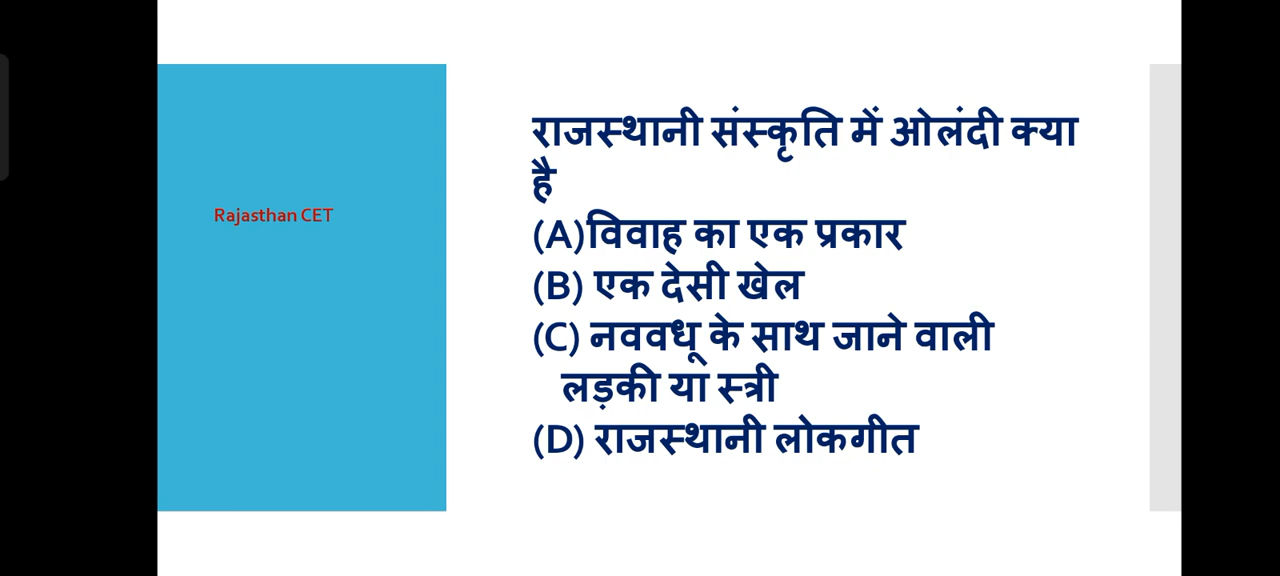 Rajasthan CET
राजस्थानी संस्कृति में ओलंदी क्या
है
(A)विवाह का एक प्रकार
(B) एक देसी खेल
(C) नववधू के साथ जाने वाली
लड़की या स्त्री
(D) राजस्थानी लोकगीत